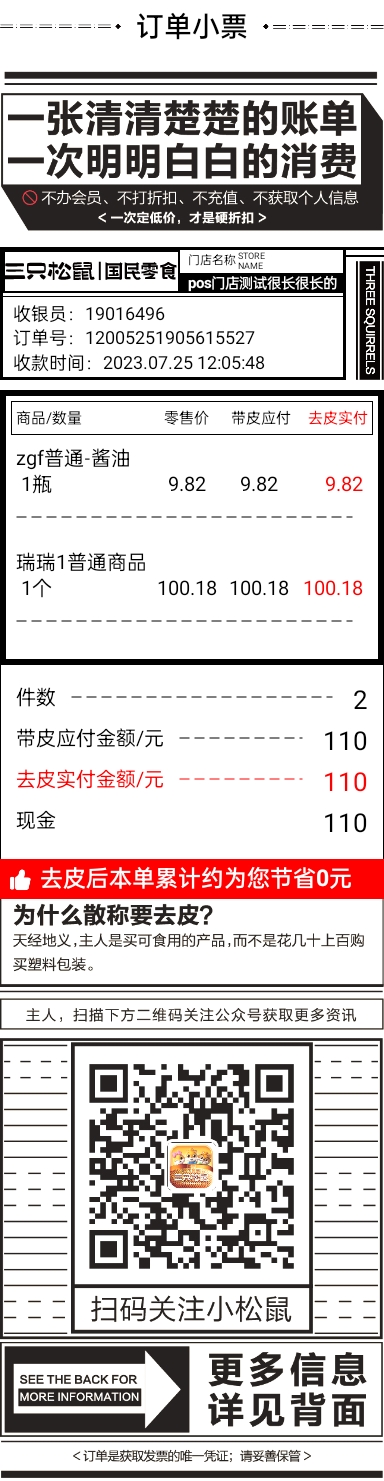 订单小票
一张清清楚楚的账单
一次明明白白的消费
不办会员、不打折扣、不充值、不获取个人信息
< 一次定低价，才是硬折扣 >
三只松鼠|国民零食
门店名称 STORE NAME
pos门店测试很长很长的
THREE SQUIRRELS
收银员：19016496
订单号：12005251905615527
收款时间：2023.07.25 12:05:48
商品/数量 零售价 带皮应付 去皮实付
zgf普通-酱油
1瓶 9.82 9.82 9.82
瑞瑞1普通商品
1个 100.18 100.18 100.18
件数 2
带皮应付金额/元 110
去皮实付金额/元 110
现金 110
去皮后本单累计约为您节省0元
为什么散称要去皮？
天经地义,主人是买可食用的产品,而不是花几十上百购
买塑料包装。
主人，扫描下方二维码关注公众号获取更多资讯
扫码关注小松鼠
SEE THE BACK FOR
MORE INFORMATION
更多信息
详见背面
< 订单是获取发票的唯一凭证；请妥善保管 >